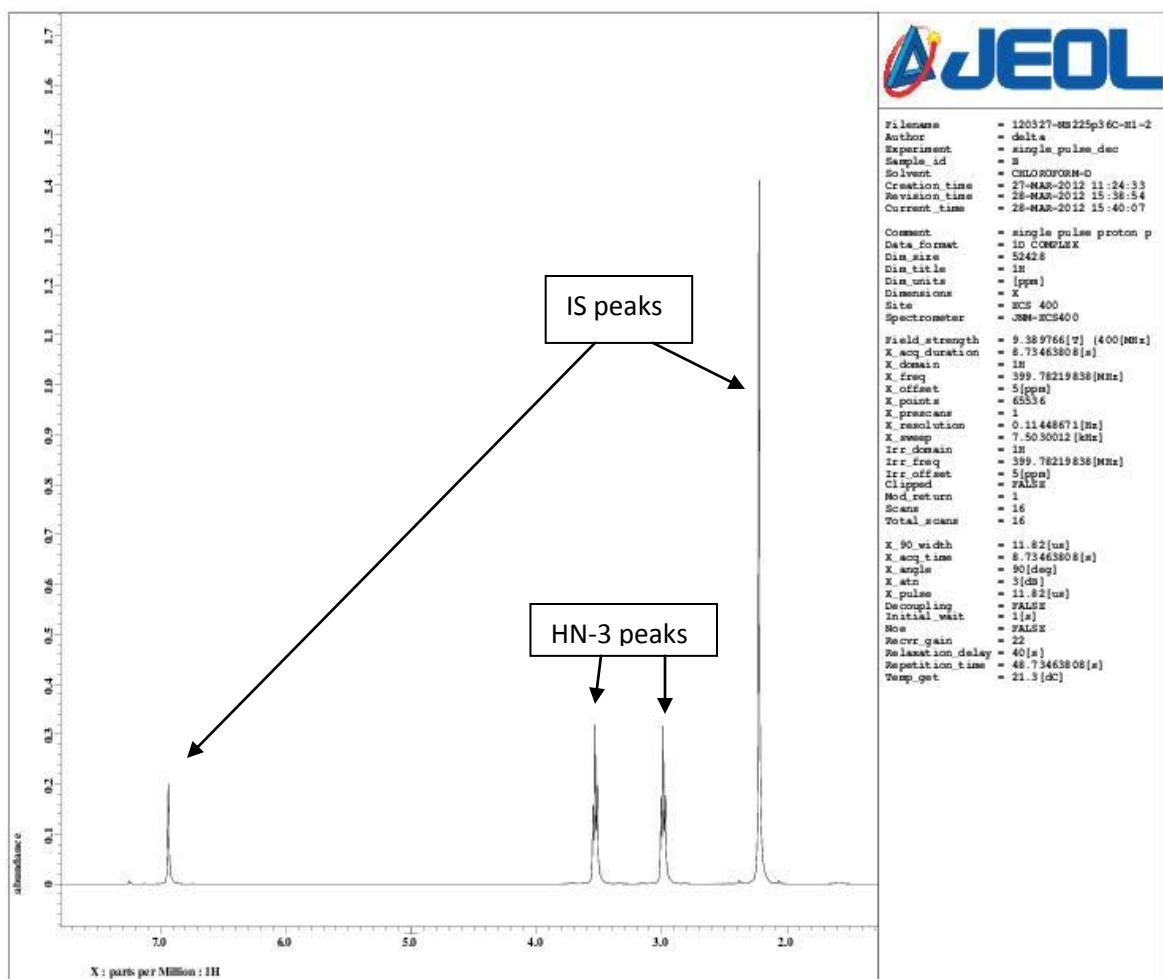 JEOL
Filename = 120327-MS225p36C-H1-2
Author = delta
Experiment = single_pulse_dec
Sample_id = B
Solvent = CHLOROFORM-D
Creation_time = 27-MAR-2012 11:24:33
Revision_time = 28-MAR-2012 15:38:54
Current_time = 28-MAR-2012 15:40:07
Comment = single pulse proton p
Data_format = 1D COMPLEX
Dim_size = 52428
Dim_title = 1H
Dim_units = [ppm]
Dimensions = X
Site = ECS 400
Spectrometer = JNM-ECS400
Field_strength = 9.389766[T] (400[MHz]
X_acq_duration = 8.73463808[s]
X_domain = 1H
X_freq = 399.78219838[MHz]
X_offset = 5[ppm]
X_points = 65536
X_prescans = 1
X_resolution = 0.11448671[Hz]
X_sweep = 7.5030012[kHz]
Irr_domain = 1H
Irr_freq = 399.78219838[MHz]
Irr_offset = 5[ppm]
Clipped = FALSE
Mod_return = 1
Scans = 16
Total_scans = 16
X_90_width = 11.82[us]
X_acq_time = 8.73463808[s]
X_angle = 90[deg]
X_atn = 3[dB]
X_pulse = 11.82[us]
Decoupling = FALSE
Initial_wait = 1[s]
Noe = FALSE
Recvr_gain = 22
Relaxation_delay = 40[s]
Repetition_time = 48.73463808[s]
Temp_get = 21.3[dC]
IS peaks
HN-3 peaks
1.7
1.6
1.5
1.4
1.3
1.2
1.1
1.0
0.9
0.8
0.7
0.6
0.5
0.4
0.3
0.2
0.1
0
abundance
7.0 6.0 5.0 4.0 3.0 2.0
X : parts per Million : 1H